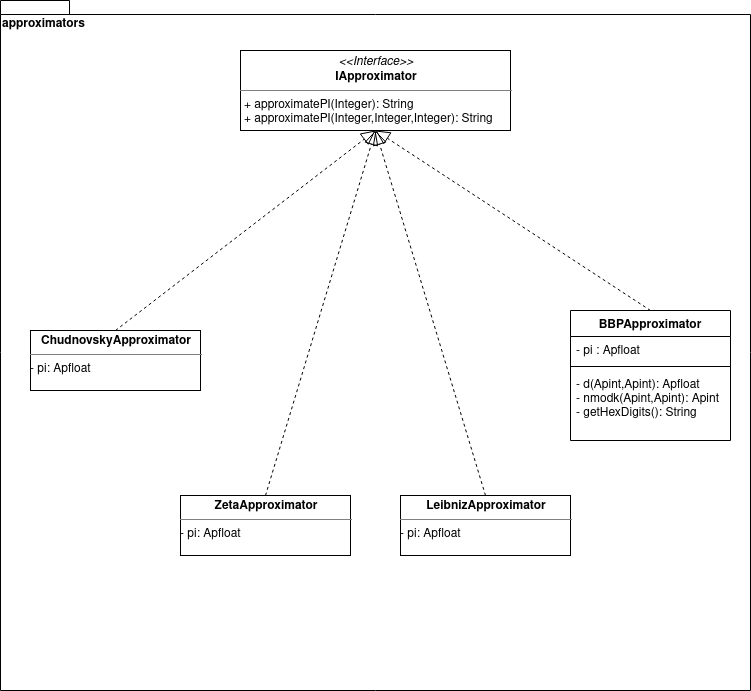 approximators
<<Interface>>
IApproximator
+ approximatePI(Integer): String
+ approximatePI(Integer,Integer,Integer): String
ChudnovskyApproximator
- pi: Apfloat
BBPApproximator
- pi : Apfloat
- d(Apint,Apint): Apfloat
- nmodk(Apint,Apint): Apint
- getHexDigits(): String
ZetaApproximator
- pi: Apfloat
LeibnizApproximator
- pi: Apfloat